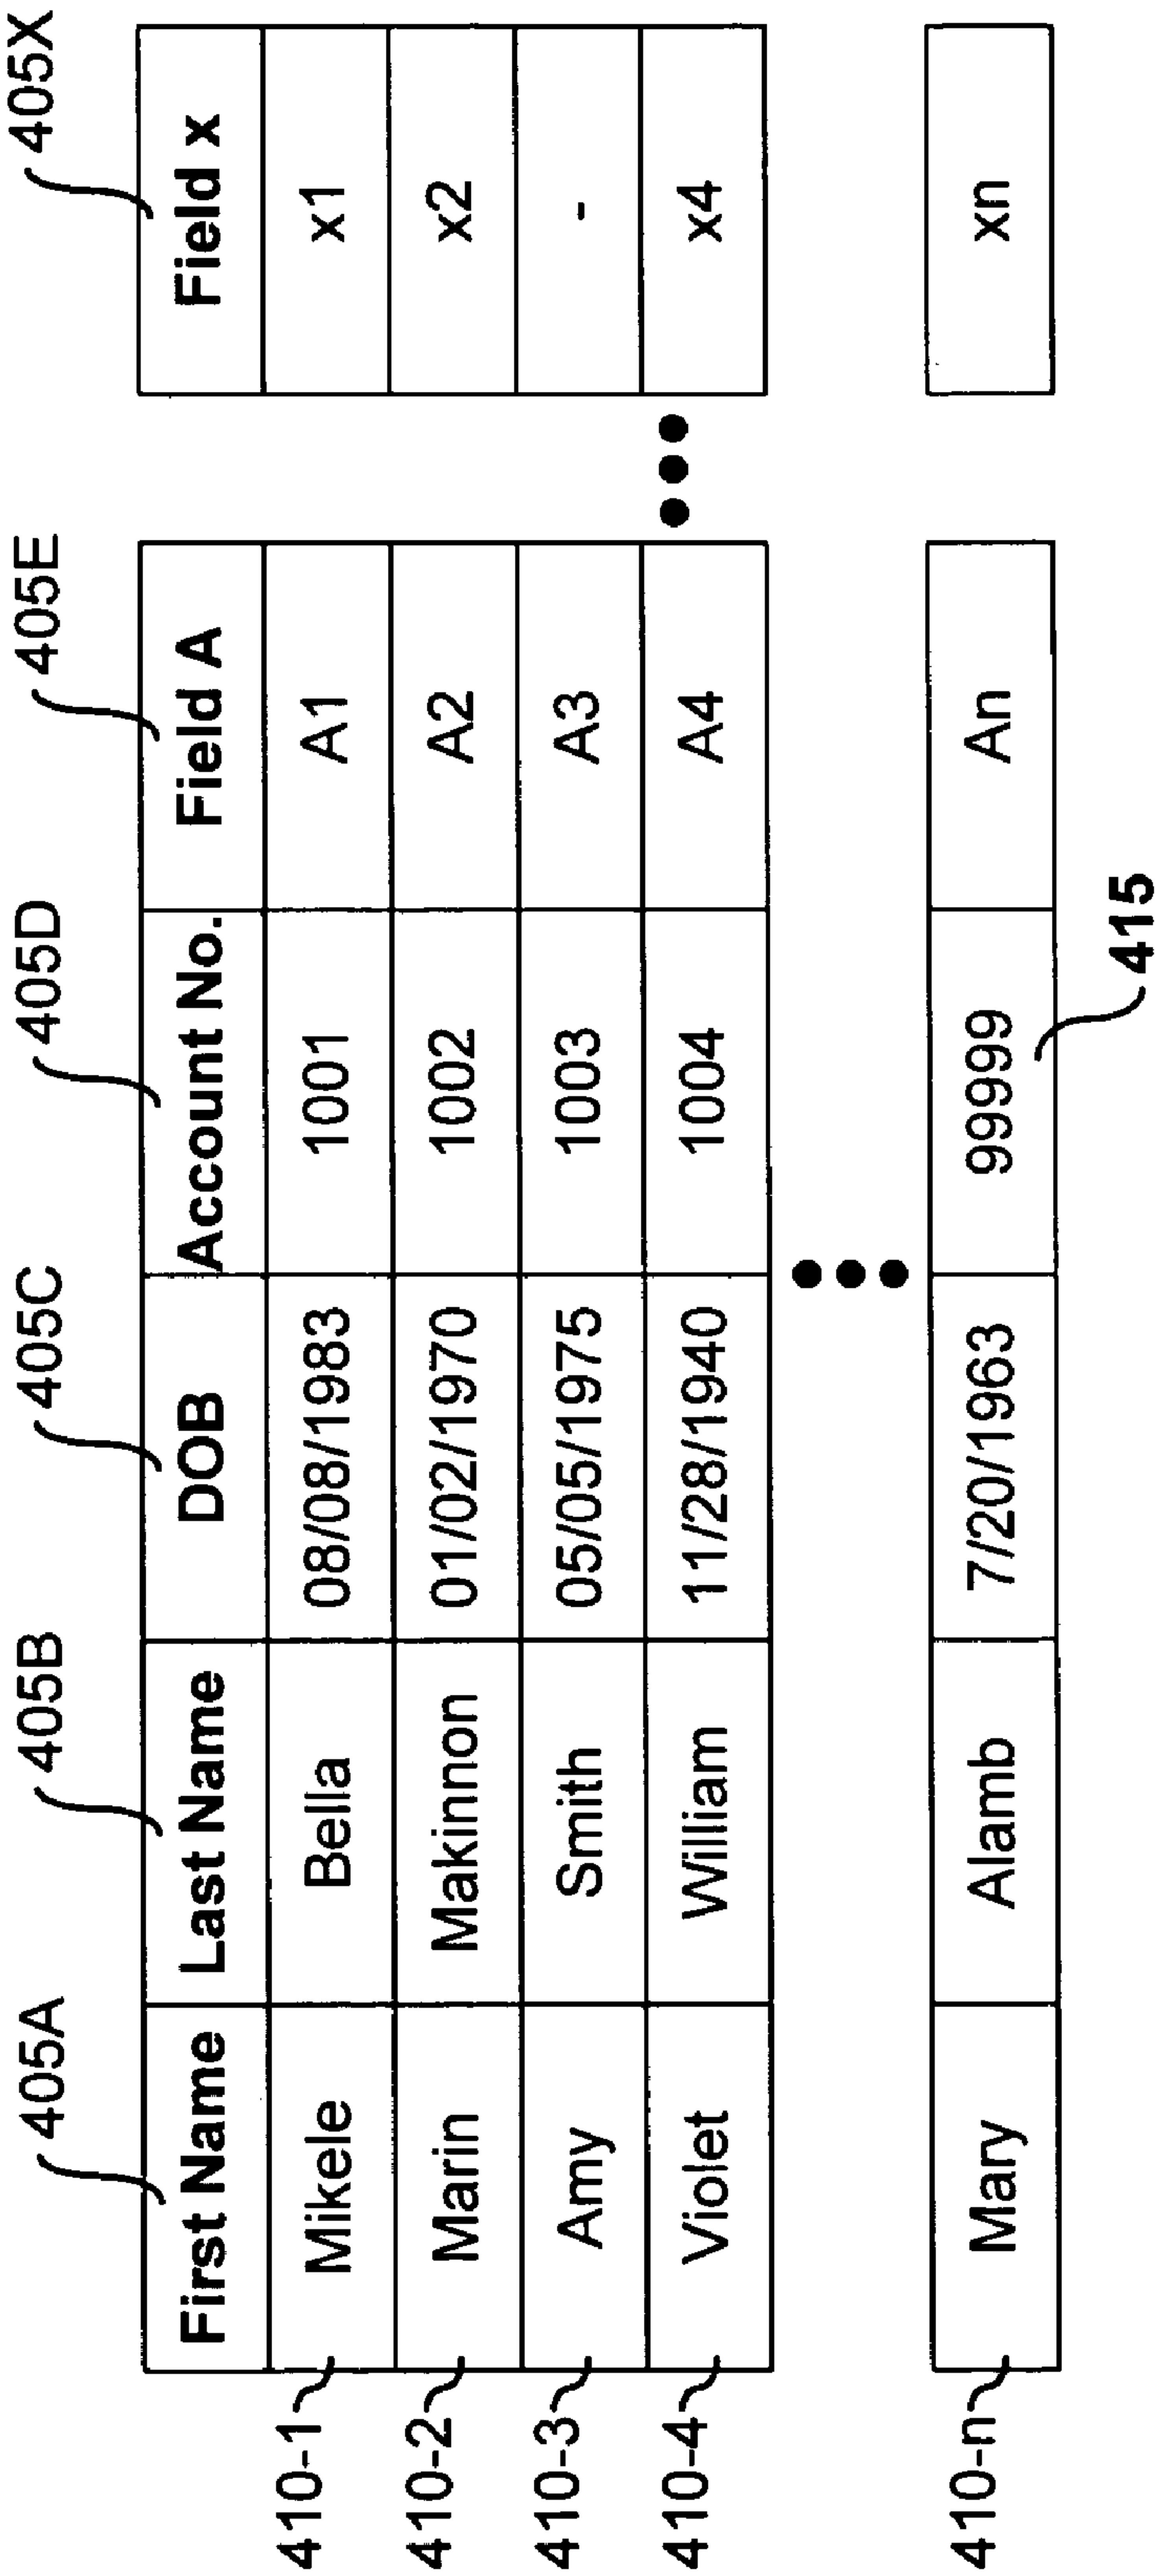 405A 405B 405C 405D 405E 405X
First Name Last Name DOB Account No. Field A Field x
410-1 Mikele Bella 08/08/1983 1001 A1 x1
410-2 Marin Makinnon 01/02/1970 1002 A2 x2
410-3 Amy Smith 05/05/1975 1003 A3 -
410-4 Violet William 11/28/1940 1004 A4 x4
410-n Mary Alamb 7/20/1963 99999 An xn
415